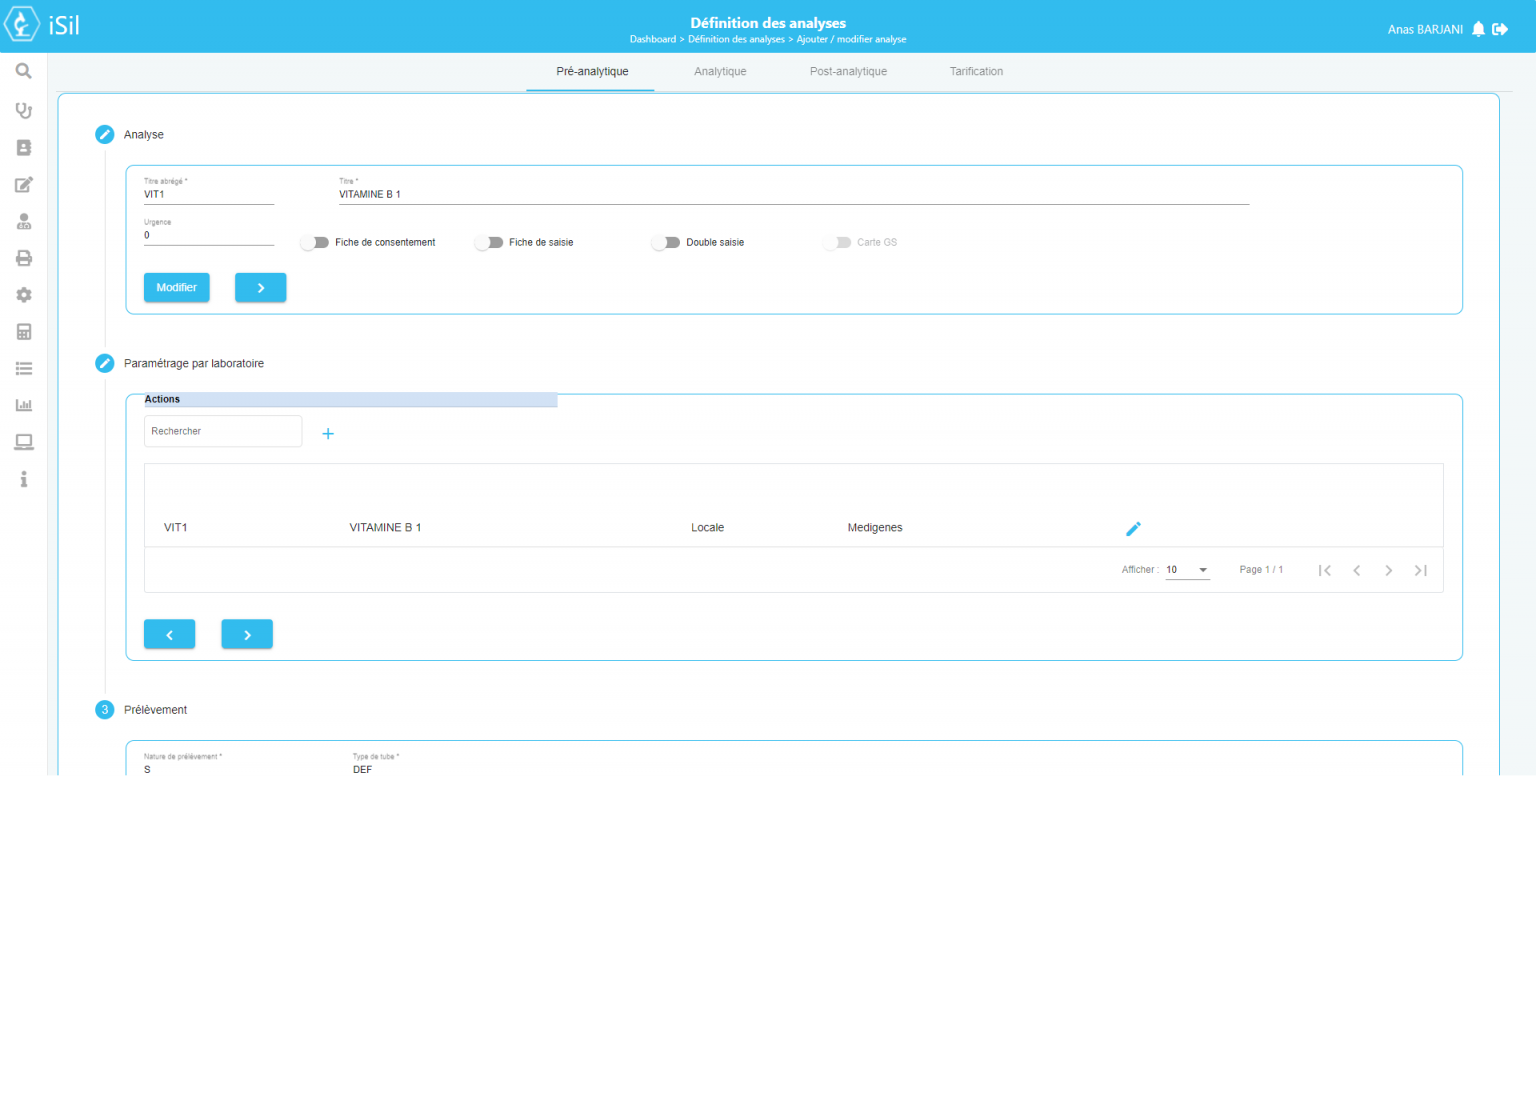 iSil
Définition des analyses
Dashboard > Définition des analyses > Ajouter / modifier analyse
Anas BARJANI
Pré-analytique
Analytique
Post-analytique
Tarification
Analyse
Titre abrégé *
VIT1
Titre *
VITAMINE B 1
Urgence
0
Fiche de consentement
Fiche de saisie
Double saisie
Carte GS
Modifier
Paramétrage par laboratoire
Actions
Rechercher
VIT1
VITAMINE B 1
Locale
Medigenes
Afficher : 10
Page 1 / 1
3
Prélèvement
Nature de prélèvement *
S
Type de tube *
DEF